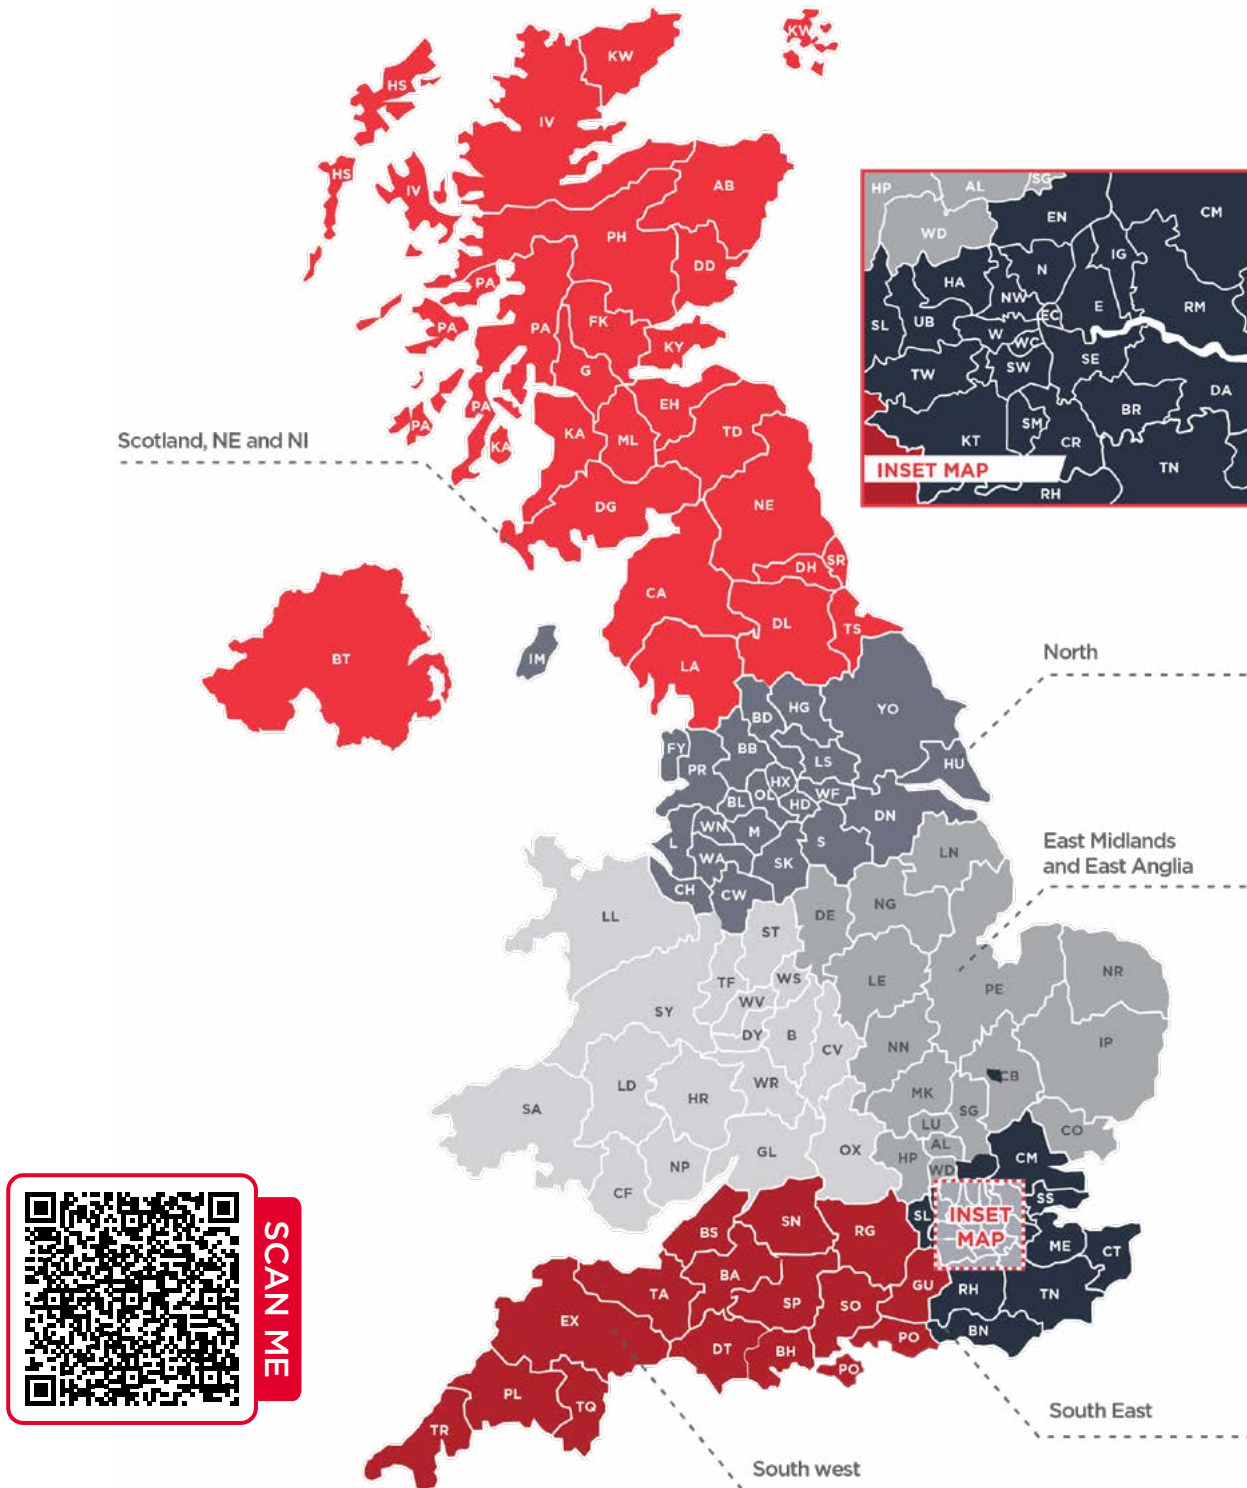 KW
KW
HS
IV
HS
IV
AB
PH
DD
PA
PA
PA
FK
KY
G
PA
PA
KA
EH
KA
ML
TD
Scotland, NE and NI
DG
NE
SR
DH
CA
DL
TS
BT
IM
LA
HP
AL
SG
CM
EN
WD
IG
N
HA
NW
E
RM
EC
SL
UB
W
WC
SE
TW
SW
DA
BR
SM
KT
CR
TN
INSET MAP
RH
North
YO
HG
BD
FY
BB
LS
HU
PR
HX
OL
WF
BL
HD
DN
WN
M
L
S
WA
SK
CH
CW
East Midlands
and East Anglia
LN
LL
DE
NG
ST
NR
TF
WS
LE
PE
WV
SY
DY
B
CV
NN
IP
CB
LD
WR
MK
HR
SG
SA
LU
CO
AL
GL
OX
HP
CM
NP
WD
CF
SS
SL
INSET
MAP
SN
BS
RG
ME
CT
BA
GU
RH
TN
TA
SP
SO
EX
BN
PO
DT
BH
PO
PL
TQ
TR
SCAN ME
South East
South west